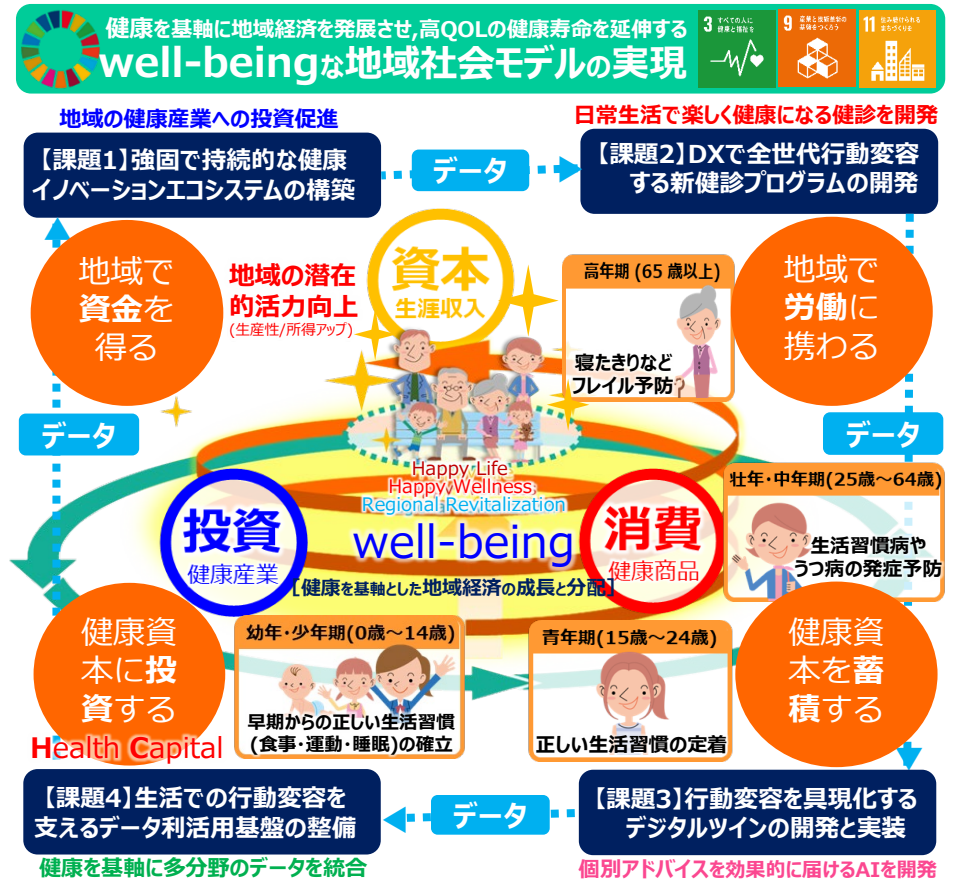 健康を基軸に地域経済を発展させ,高QOLの健康寿命を延伸する
well-beingな地域社会モデルの実現
3 すべての人に
健康と福祉を
9 産業と技術革新の
基盤をつくろう
11 住み続けられる
まちづくりを
地域の健康産業への投資促進
【課題1】強固で持続的な健康
イノベーションエコシステムの構築
データ
日常生活で楽しく健康になる健診を開発
【課題2】DXで全世代行動変容
する新健診プログラムの開発
地域で
資金を
得る
地域の潜在
的活力向上
(生産性/所得アップ)
資本
生涯収入
高年期 (65 歳以上)
寝たきりなど
フレイル予防
地域で
労働に
携わる
データ
データ
Happy Life
Happy Wellness
Regional Revitalization
well-being
[健康を基軸とした地域経済の成長と分配]
投資
健康産業
消費
健康商品
壮年・中年期(25歳~64歳)
生活習慣病や
うつ病の発症予防
健康資
本に投
資する
Health Capital
幼年・少年期(0歳~14歳)
早期からの正しい生活習慣
(食事・運動・睡眠)の確立
青年期(15歳~24歳)
正しい生活習慣の定着
健康資
本を蓄
積する
【課題4】生活での行動変容を
支えるデータ利活用基盤の整備
健康を基軸に多分野のデータを統合
データ
【課題3】行動変容を具現化する
デジタルツインの開発と実装
個別アドバイスを効果的に届けるAIを開発